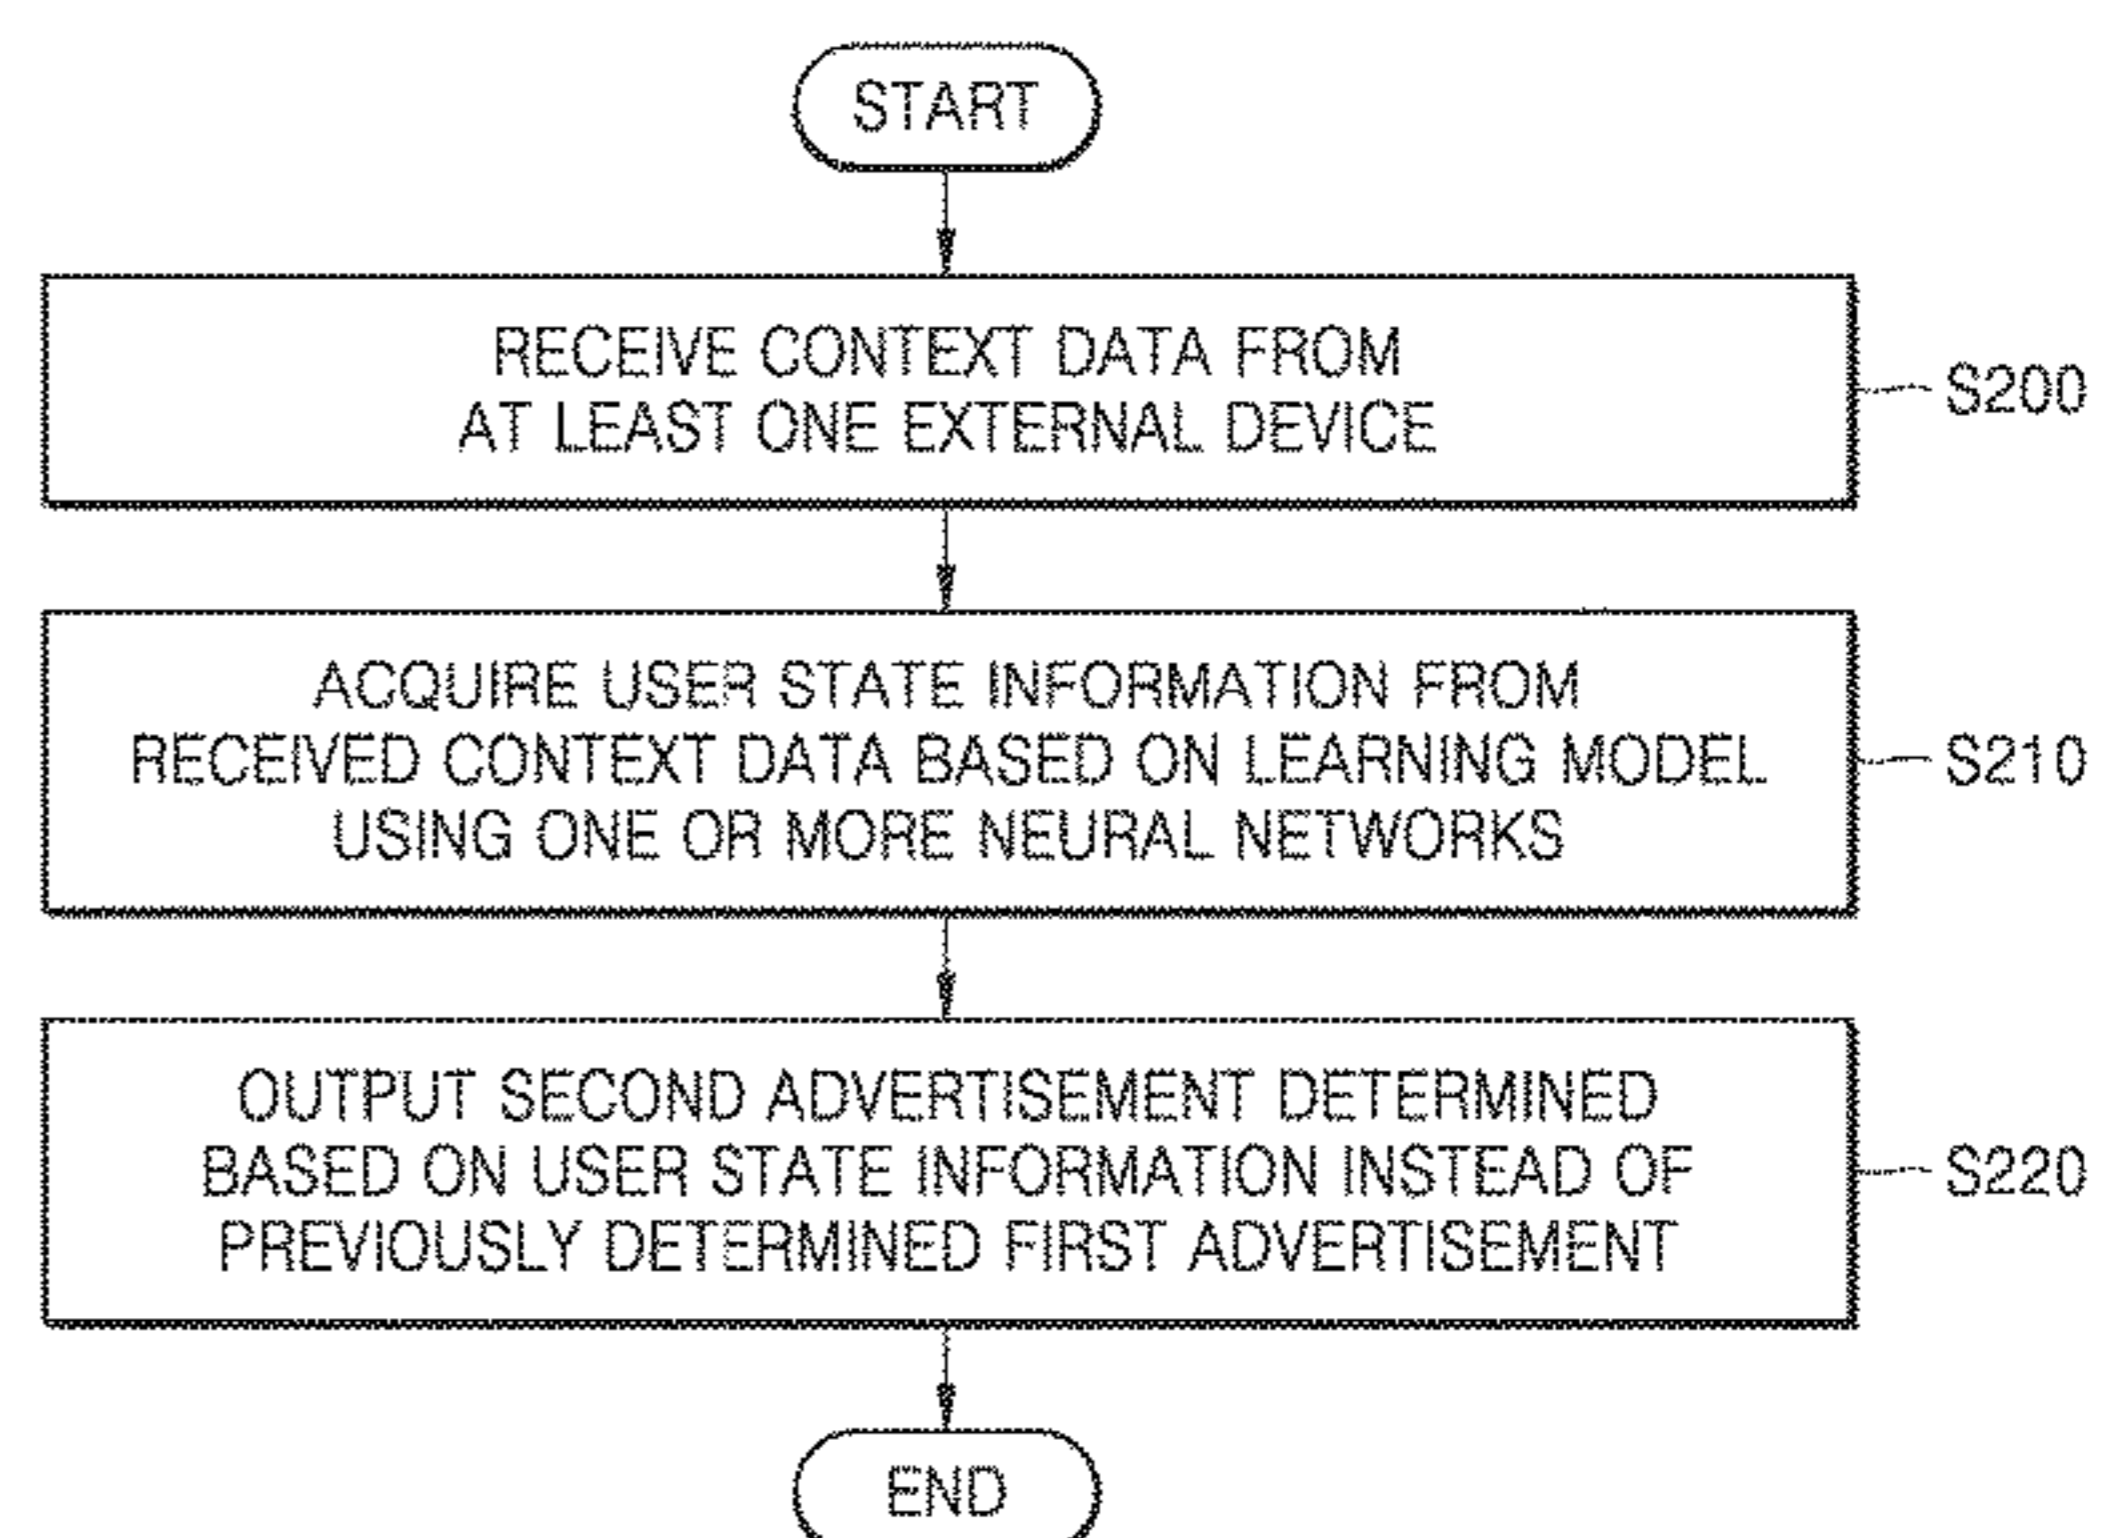 START
RECEIVE CONTEXT DATA FROM
AT LEAST ONE EXTERNAL DEVICE
S200
ACQUIRE USER STATE INFORMATION FROM
RECEIVED CONTEXT DATA BASED ON LEARNING MODEL
USING ONE OR MORE NEURAL NETWORKS
S210
OUTPUT SECOND ADVERTISEMENT DETERMINED
BASED ON USER STATE INFORMATION INSTEAD OF
PREVIOUSLY DETERMINED FIRST ADVERTISEMENT
S220
END